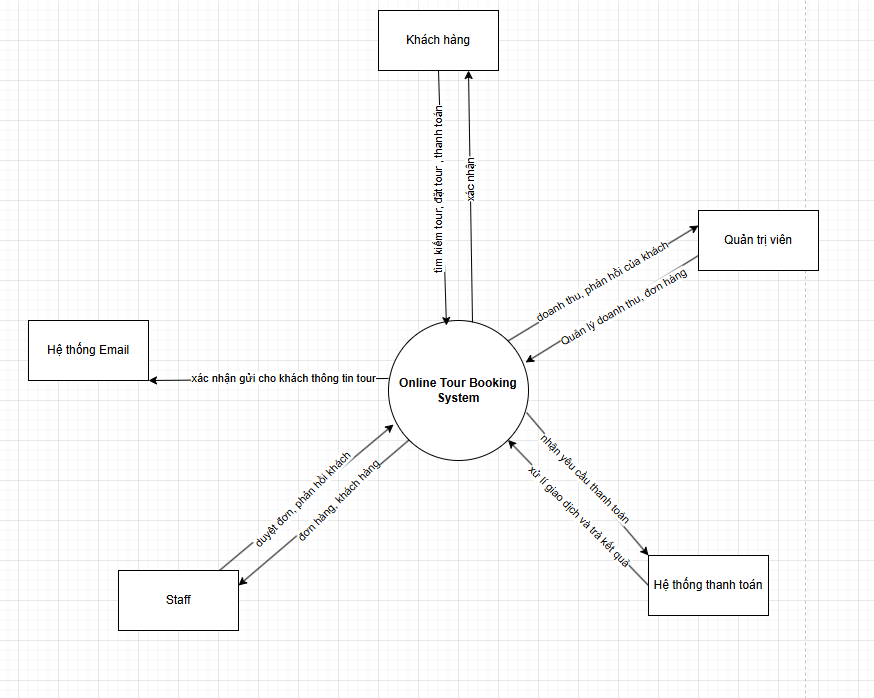 Khách hàng
tìm kiếm tour, đặt tour , thanh toán
xác nhận
Quản trị viên
doanh thu, phản hồi của khách
Quản lý doanh thu, đơn hàng
Hệ thống Email
xác nhận gửi cho khách thông tin tour
Online Tour Booking
System
duyệt đơn, phản hồi khách
đơn hàng, khách hàng
nhận yêu cầu thanh toán
xử lí giao dịch và trả kết quả
Staff
Hệ thống thanh toán